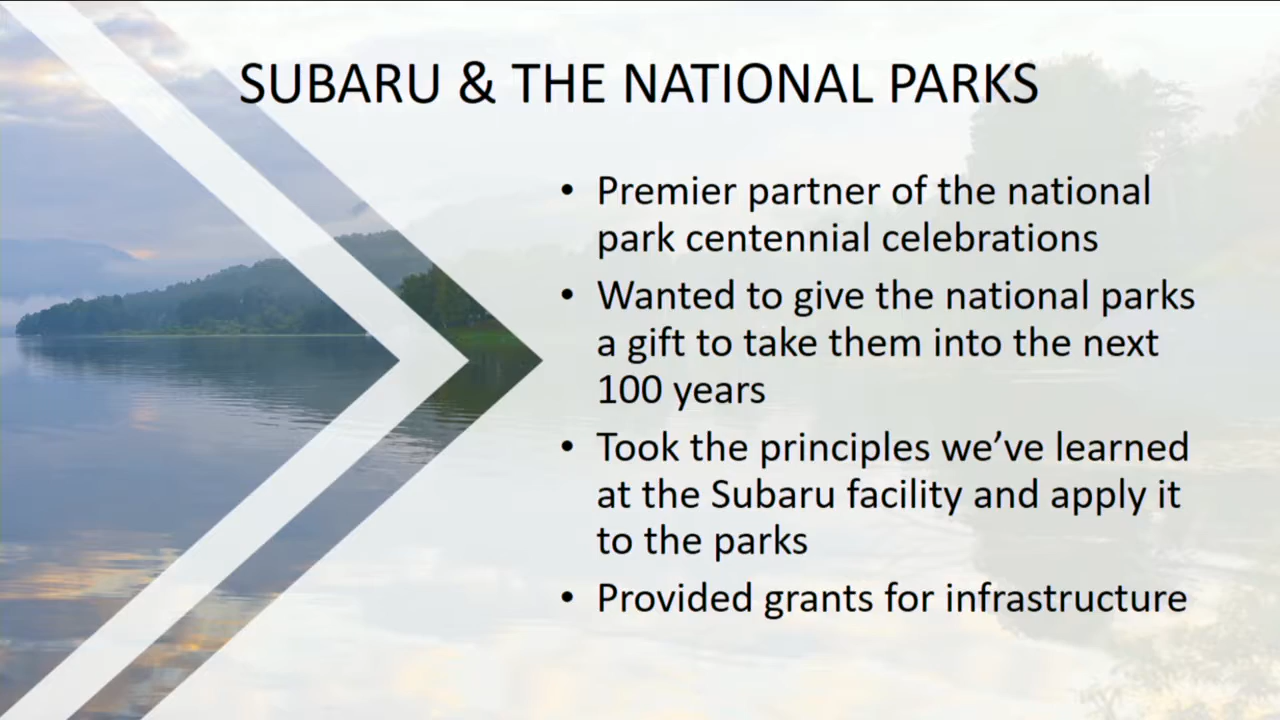 SUBARU & THE NATIONAL PARKS
• Premier partner of the national
park centennial celebrations
• Wanted to give the national parks
a gift to take them into the next
100 years
• Took the principles we’ve learned
at the Subaru facility and apply it
to the parks
• Provided grants for infrastructure